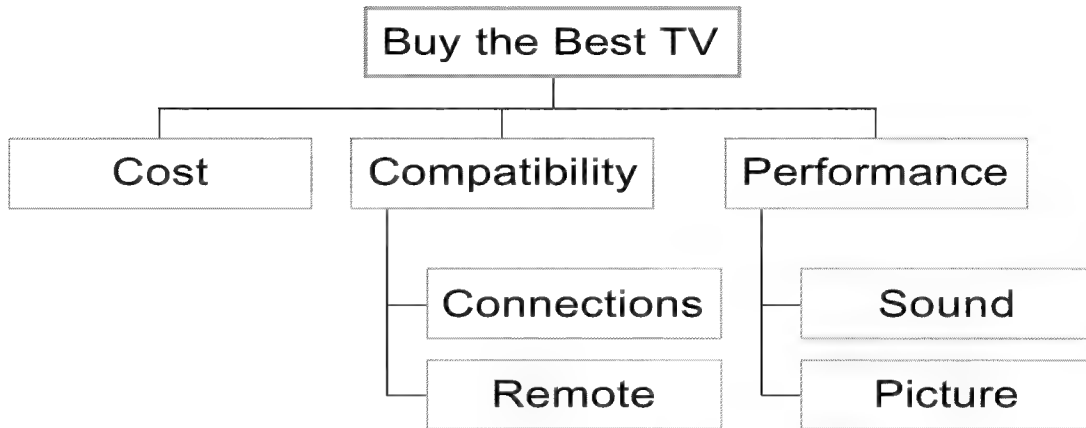 Buy the Best TV
Cost
Compatibility
Performance
Connections
Sound
Remote
Picture